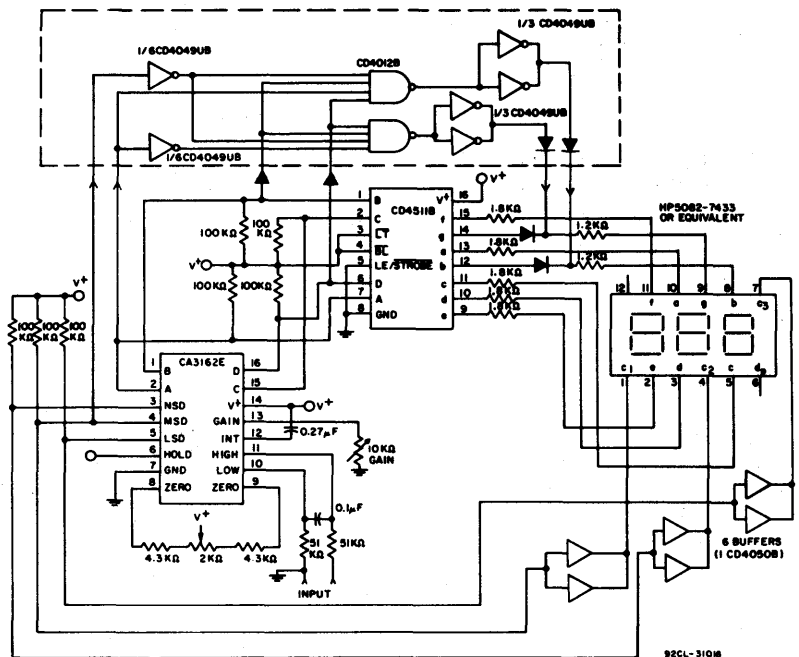 1/3 CD4049UB
1/6CD4049UB
CD4012B
1/3CD4049UB
1/6CD4049UB
V+
16
1 B V+
2 C CD4511B f 15 1.8KΩ
3 LT g 14 1.2KΩ
4 BL a 13 1.8KΩ
5 LE/STROBE b 12 1.2KΩ
6 D c 11 1.8KΩ
7 A d 10 1.8KΩ
8 GND e 9 1.8KΩ
HP5082-7433
OR EQUIVALENT
100KΩ
100
KΩ
V+
100KΩ
100KΩ
V+
100
KΩ
100
KΩ
100
KΩ
12 11 10 9 8 7
f a g b c3
c1 e d c2 c dp
1 2 3 4 5 6
CA3162E
1 B D 16
2 A C 15
3 NSD V+ 14 V+
4 MSD GAIN 13
5 LSD INT 12 0.27μF
6 HOLD HIGH 11
7 GND LOW 10
8 ZERO ZERO 9
10KΩ
GAIN
V+
0.1μF
51
KΩ
51KΩ
4.3KΩ
2KΩ
4.3KΩ
INPUT
6 BUFFERS
(1 CD4050B)
92CL-31016